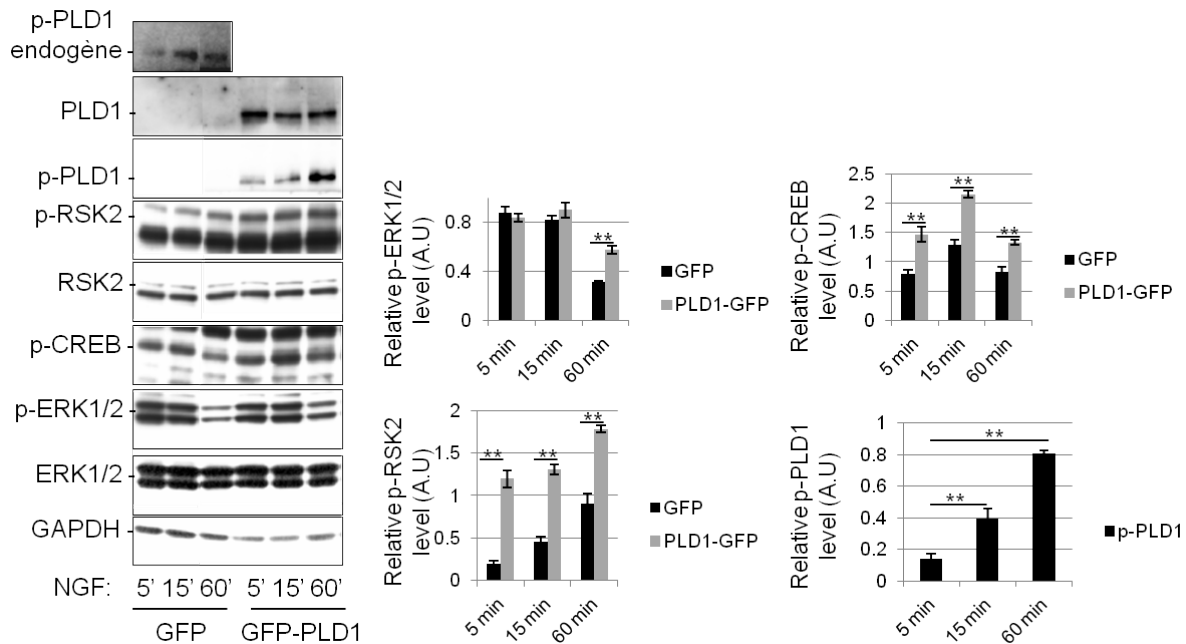 p-PLD1
endogène
PLD1
p-PLD1
p-RSK2
RSK2
p-CREB
p-ERK1/2
ERK1/2
GAPDH
NGF: 5’ 15’ 60’ 5’ 15’ 60’
GFP GFP-PLD1
Relative p-ERK1/2
level (A.U)
0.8
0.4
0
**
5 min 15 min 60 min
GFP
PLD1-GFP
Relative p-CREB
level (A.U)
2.5
2
1.5
1
0.5
0
** ** **
5 min 15 min 60 min
GFP
PLD1-GFP
Relative p-RSK2
level (A.U)
2
1.5
1
0.5
0
** ** **
5 min 15 min 60 min
GFP
PLD1-GFP
Relative p-PLD1
level (A.U)
1
0.8
0.6
0.4
0.2
0
** **
5 min 15 min 60 min
p-PLD1